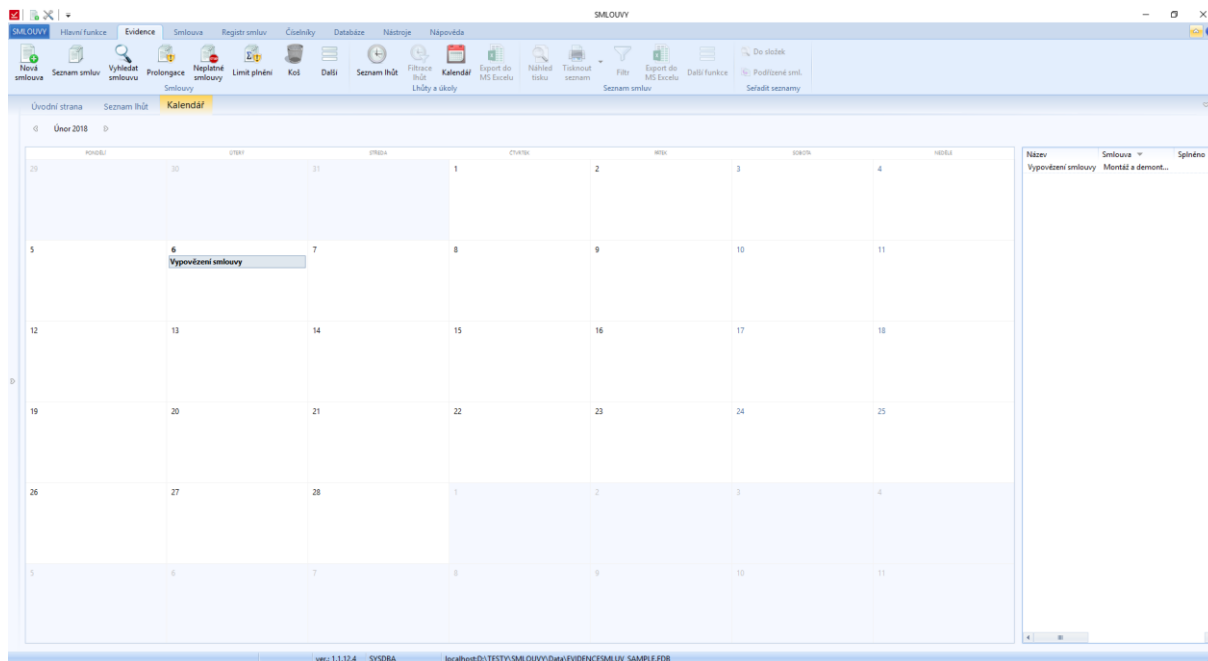 SMLOUVY
SMLOUVY Hlavní funkce Evidence Smlouva Registr smluv Číselníky Databáze Nástroje Nápověda
Nová smlouva Seznam smluv Vyhledat smlouvu Prolongace Neplatné smlouvy Limit plnění Koš Další Seznam lhůt Filtrace lhůt Kalendář Export do MS Excelu Náhled tisku Tisknout seznam Filtr Export do MS Excelu Další funkce Do složek
Podřízené sml.
Smlouvy Lhůty a úkoly Seznam smluv Seřadit seznamy
Úvodní strana Seznam lhůt Kalendář
Únor 2018
PONDĚLÍ ÚTERÝ STŘEDA ČTVRTEK PÁTEK SOBOTA NEDĚLE
Název Smlouva Splněno
Vypovězení smlouvy Montáž a demont...
29 30 31 1 2 3 4
5 6 7 8 9 10 11
Vypovězení smlouvy
12 13 14 15 16 17 18
19 20 21 22 23 24 25
26 27 28 1 2 3 4
5 6 7 8 9 10 11
ver.: 1.1.12.4 SYSDBA localhost:D:\TESTY\SMLOUVY\Data\EVIDENCESMLUV_SAMPLE.FDB